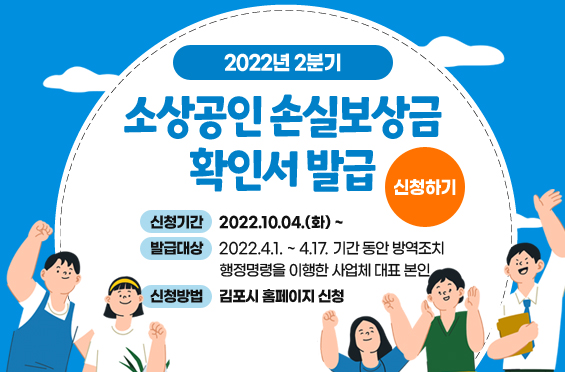 2022년 2분기
소상공인 손실보상금
확인서 발급
신청하기
신청기간 2022.10.04.(화) ~
발급대상 2022.4.1. ~ 4.17. 기간 동안 방역조치
행정명령을 이행한 사업체 대표 본인
신청방법 김포시 홈페이지 신청